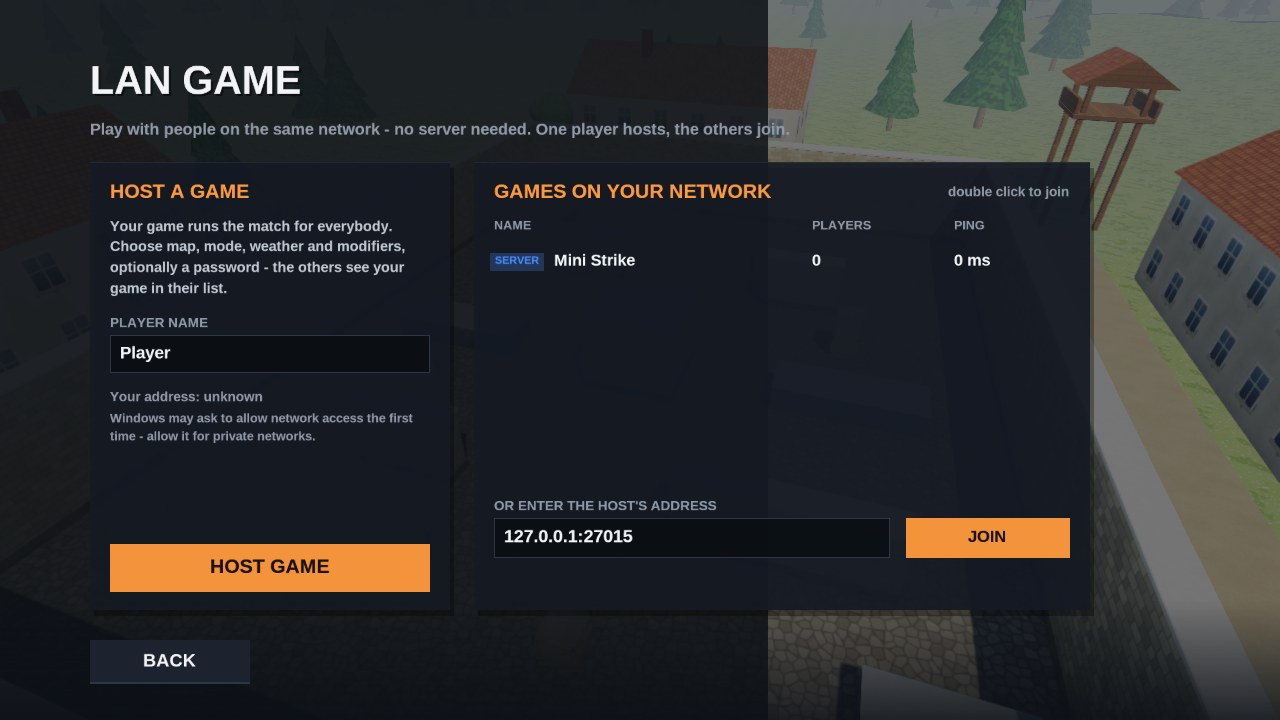 LAN GAME
Play with people on the same network - no server needed. One player hosts, the others join.
HOST A GAME
Your game runs the match for everybody.
Choose map, mode, weather and modifiers,
optionally a password - the others see your
game in their list.
PLAYER NAME
Player
Your address: unknown
Windows may ask to allow network access the first
time - allow it for private networks.
HOST GAME
GAMES ON YOUR NETWORK
double click to join
NAME PLAYERS PING
SERVER Mini Strike 0 0 ms
OR ENTER THE HOST'S ADDRESS
127.0.0.1:27015
JOIN
BACK